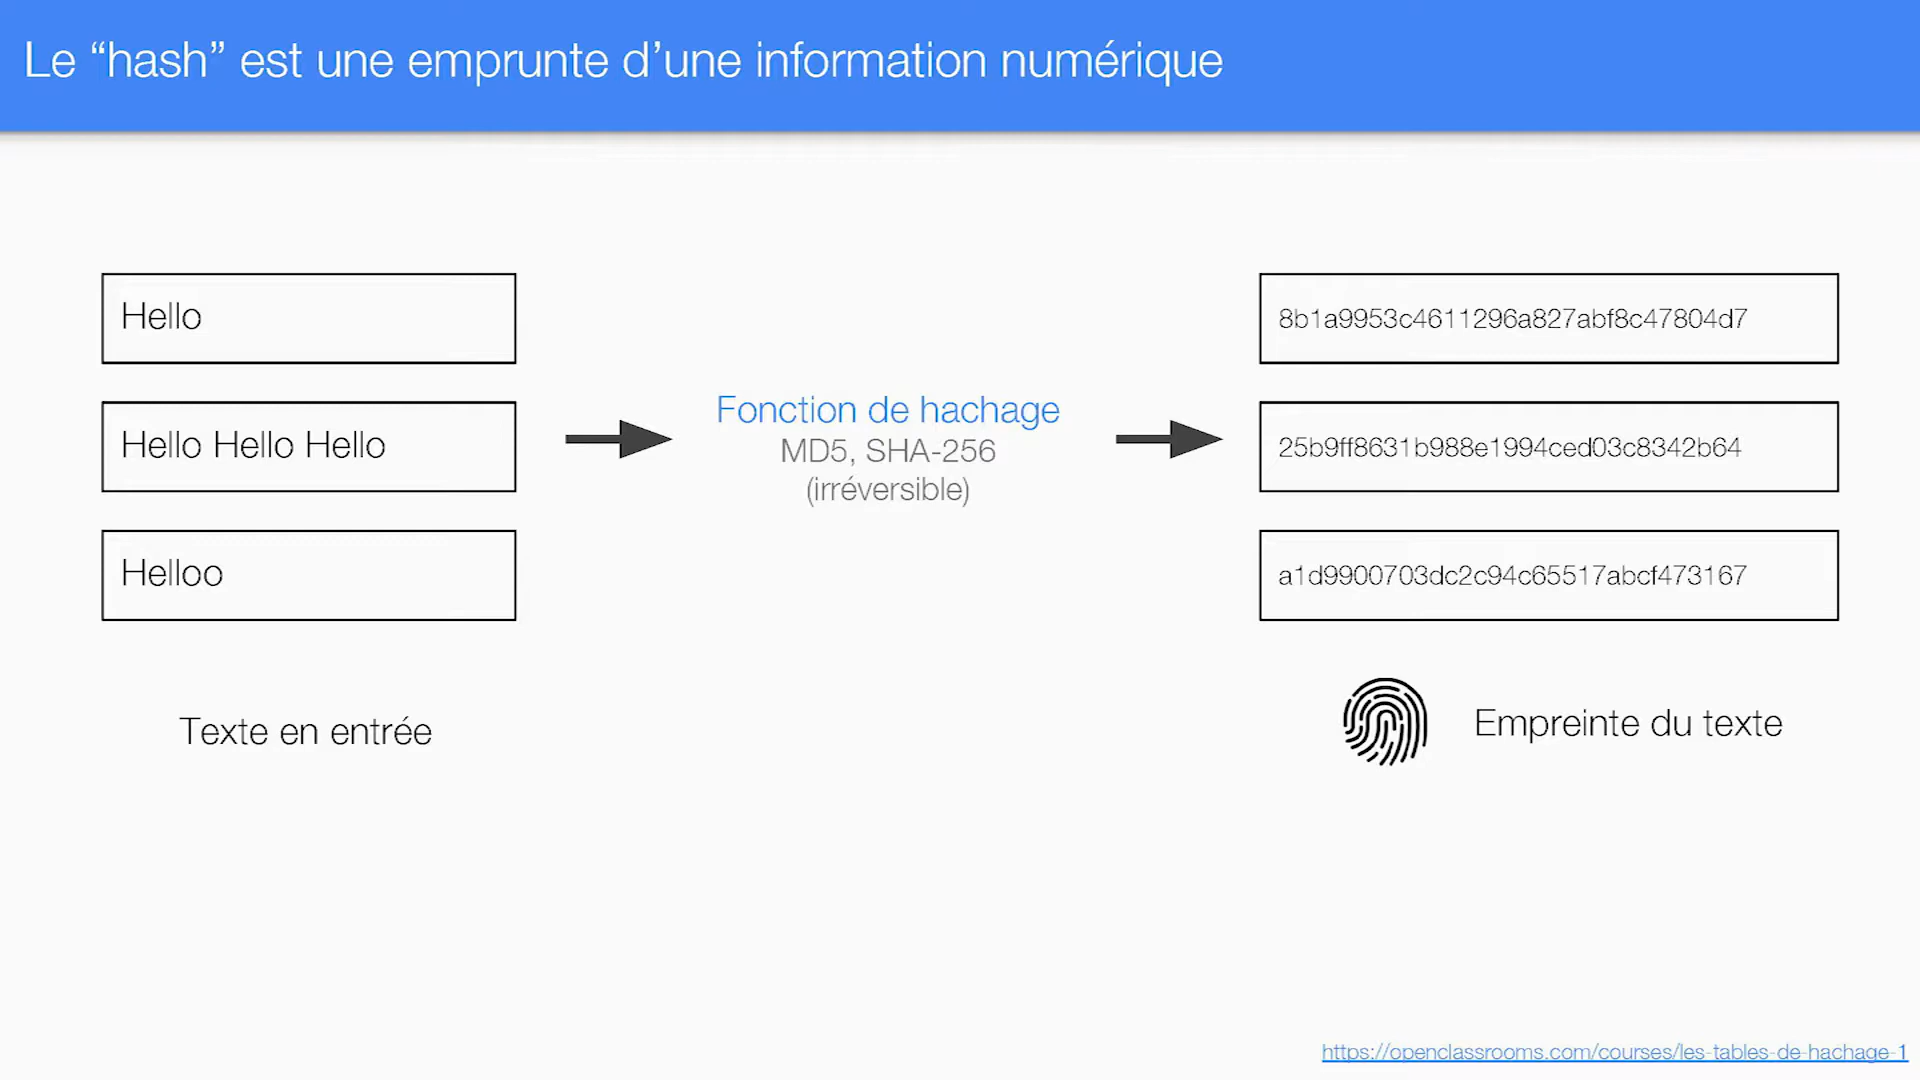 Le “hash” est une emprunte d’une information numérique
Hello
8b1a9953c4611296a827abf8c47804d7
Hello Hello Hello
25b9ff8631b988e1994ced03c8342b64
Helloo
a1d9900703dc2c94c65517abcf473167
Fonction de hachage
MD5, SHA-256
(irréversible)
Texte en entrée
Empreinte du texte
https://openclassrooms.com/courses/les-tables-de-hachage-1